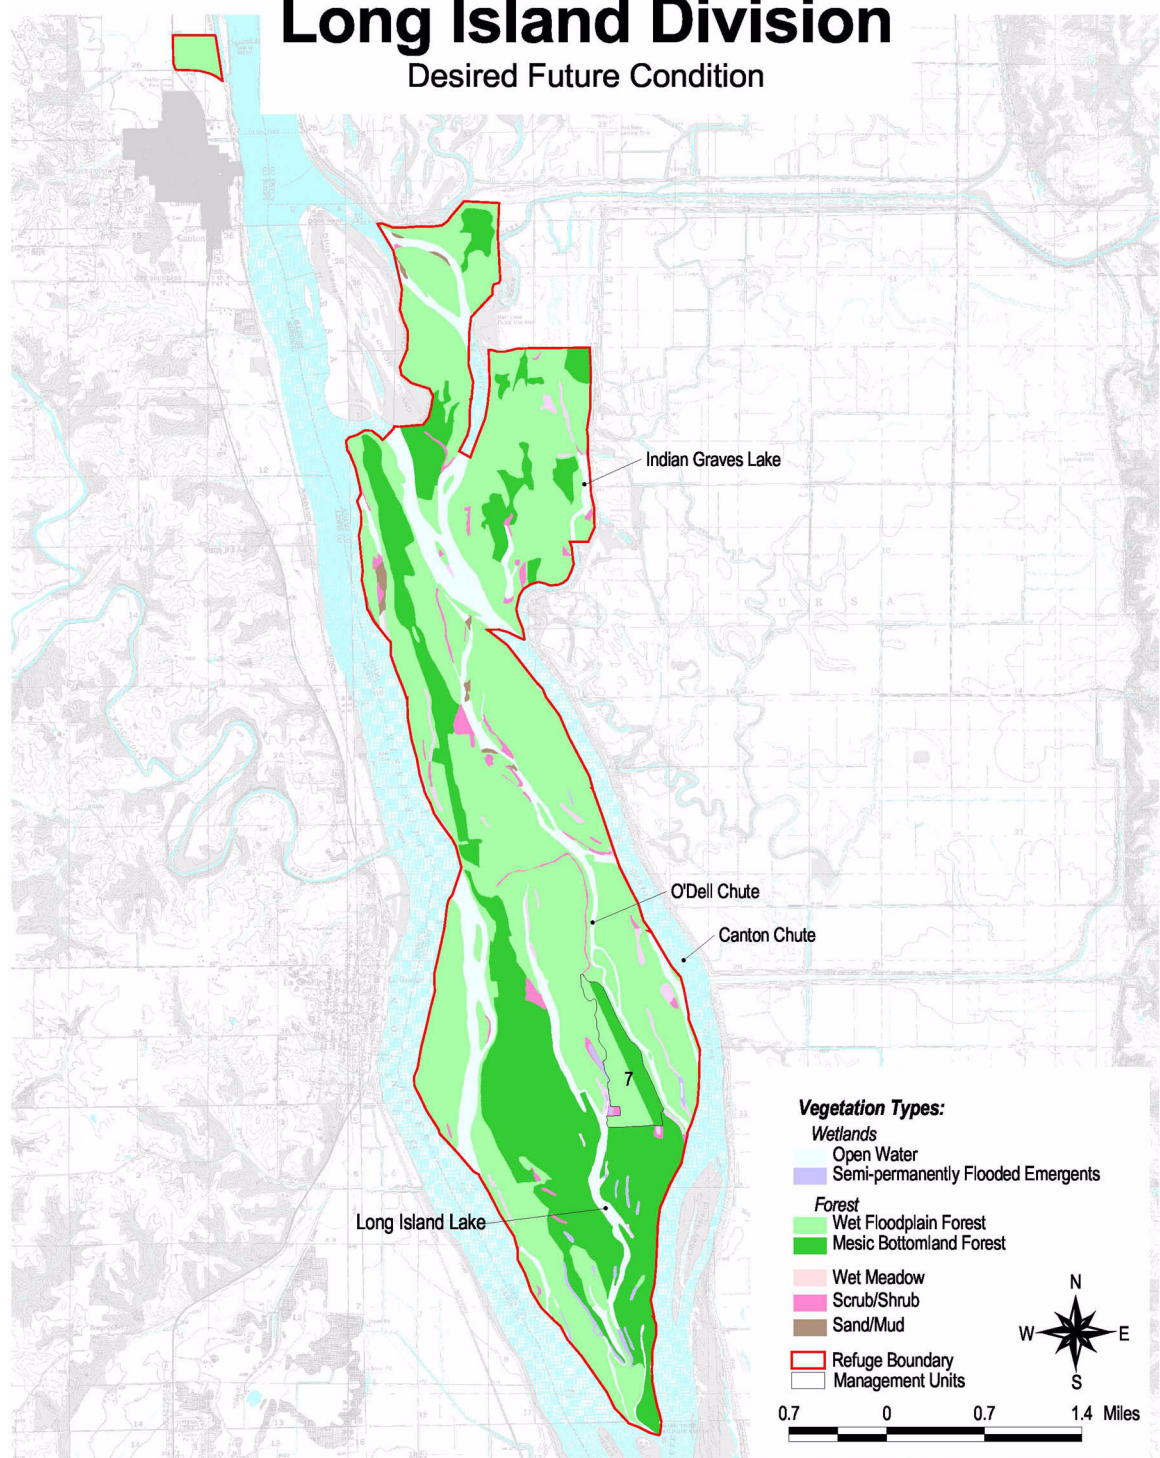 Long Island Division
Desired Future Condition
Canton
Indian Graves Lake
U R S A
O'Dell Chute
Canton Chute
7
Long Island Lake
Vegetation Types:
Wetlands
Open Water
Semi-permanently Flooded Emergents
Forest
Wet Floodplain Forest
Mesic Bottomland Forest
Wet Meadow
Scrub/Shrub
Sand/Mud
Refuge Boundary
Management Units
N
W E
S
0.7 0 0.7 1.4 Miles